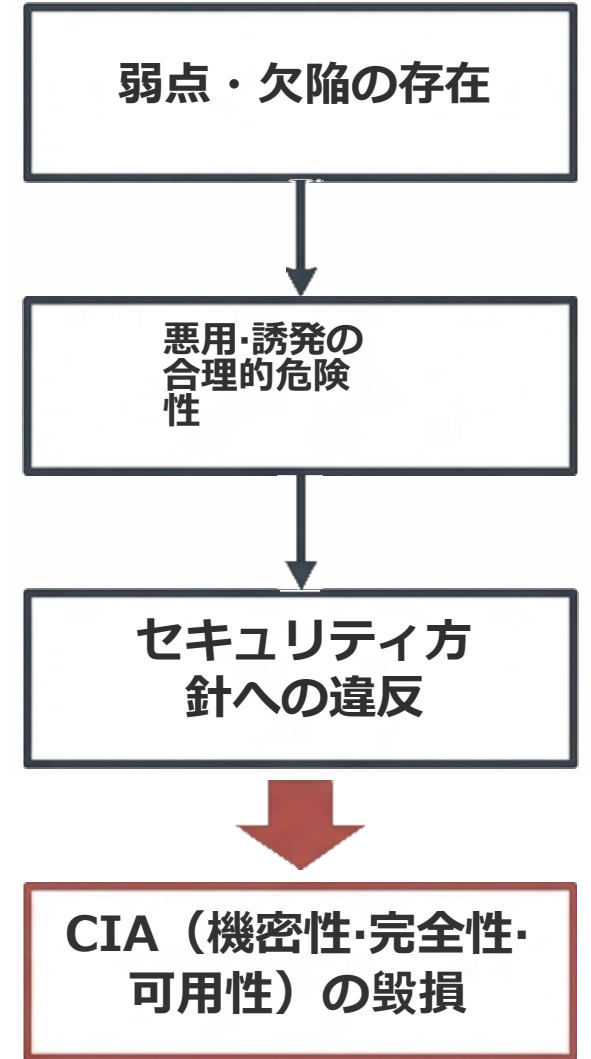 弱点・欠陥の存在
悪用·誘発の
合理的危険
性
セキュリティ方
針への違反
CIA（機密性·完全性·
可用性）の毀損